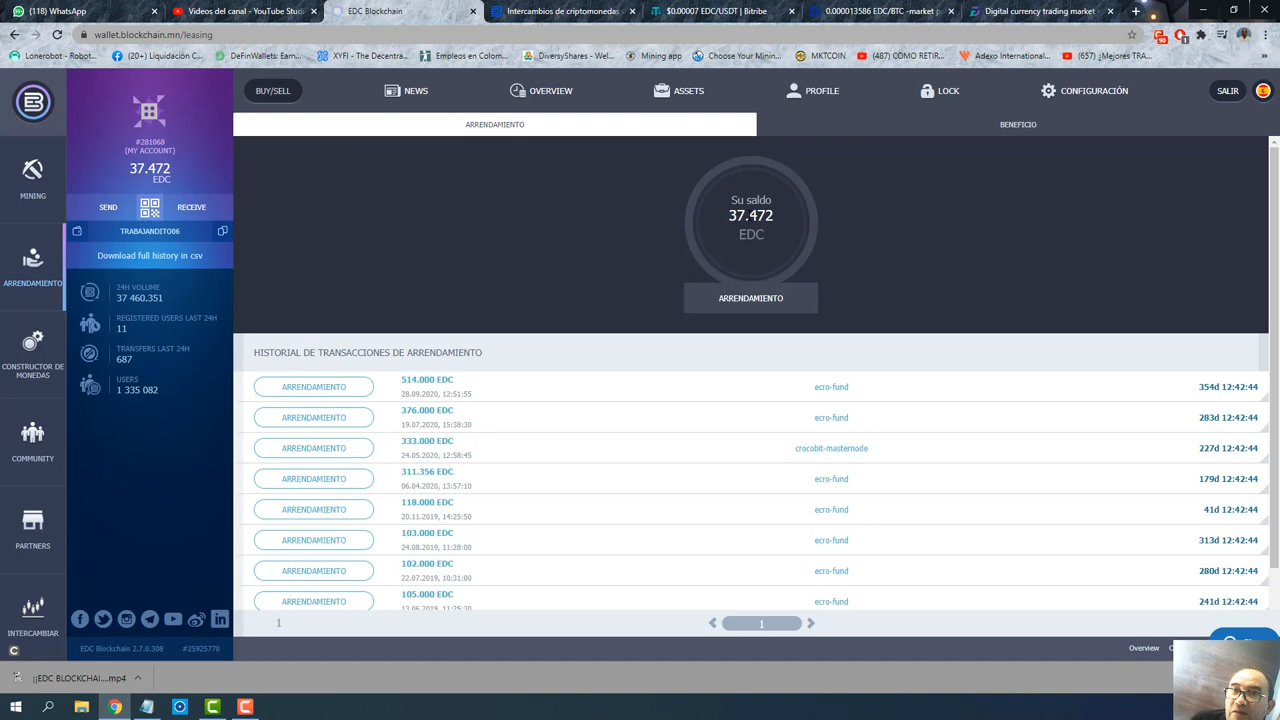 (118) WhatsApp
Videos del canal - YouTube Studio
EDC Blockchain
Intercambios de criptomonedas
$0.00007 EDC/USDT | Bitribe
0.000013586 EDC/BTC-market p
Digital currency trading market
wallet.blockchain.mn/leasing
Lonerobot - Robot...
(20+) Liquidación C...
DeFinWallets: Earn...
XYFI - The Decentra...
Empleos en Colom...
DiversyShares - Wel...
Mining app
Choose Your Minin...
MKTCOIN
(487) COMO RETIR...
Adexo Internationa...
(657) ¿Mejores TRA...
BUY/SELL
NEWS
OVERVIEW
ASSETS
PROFILE
LOCK
CONFIGURACIÓN
SALIR
ARRENDAMIENTO
BENEFICIO
#281068
(MY ACCOUNT)
37.472
EDC
SEND
RECEIVE
TRABAJANDITO06
Download full history in csv
24H VOLUME
37 460.351
REGISTERED USERS LAST 24H
11
TRANSFERS LAST 24H
687
USERS
1 335 082
MINING
ARRENDAMIENTO
CONSTRUCTOR DE
MONEDAS
COMMUNITY
PARTNERS
INTERCAMBIAR
Su saldo
37.472
EDC
ARRENDAMIENTO
HISTORIAL DE TRANSACCIONES DE ARRENDAMIENTO
ARRENDAMIENTO 514.000 EDC ecro-fund 354d 12:42:44
28.09.2020, 12:51:55
ARRENDAMIENTO 376.000 EDC ecro-fund 283d 12:42:44
19.07.2020, 15:38:30
ARRENDAMIENTO 333.000 EDC crocobit-masternode 227d 12:42:44
24.05.2020, 12:58:45
ARRENDAMIENTO 311.356 EDC ecro-fund 179d 12:42:44
06.04.2020, 13:57:10
ARRENDAMIENTO 118.000 EDC ecro-fund 41d 12:42:44
20.11.2019, 14:25:50
ARRENDAMIENTO 103.000 EDC ecro-fund 313d 12:42:44
24.08.2019, 11:28:00
ARRENDAMIENTO 102.000 EDC ecro-fund 280d 12:42:44
22.07.2019, 10:31:00
ARRENDAMIENTO 105.000 EDC ecro-fund 241d 12:42:44
13.06.2019, 11:25:30
1
1
EDC Blockchain 2.7.0.308 #25925770
Overview
¡¡EDC BLOCKCHAI....mp4